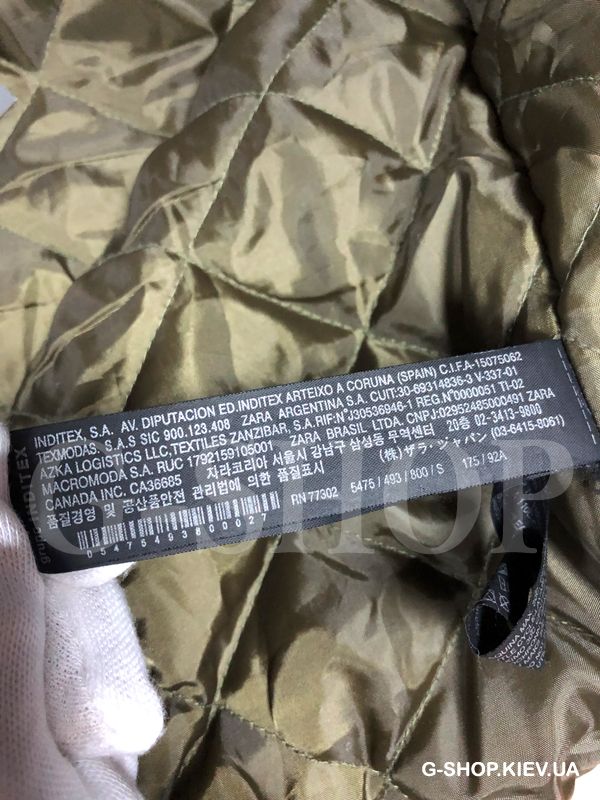 grupo INDITEX
INDITEX, S.A. AV. DIPUTACION ED.INDITEX ARTEIXO A CORUNA (SPAIN) C.I.F.A-15075062
TEXMODAS. S.A.S SIC 900.123.408 ZARA ARGENTINA S.A. CUIT:30-69314836-3 V-337-01
AZKA LOGISTICS LLC,TEXTILES ZANZIBAR, S.A.RIF:N°J30536946-1 REG.N°0000051 TI-02
MACROMODA S.A. RUC 1792159105001 ZARA BRASIL LTDA. CNPJ:02952485000491 ZARA
CANADA INC. CA36685 자라코리아 서울시 강남구 삼성동 무역센터 20층 02-3413-9800
품질경영 및 공산품안전 관리법에 의한 품질표시 (株) ザラ・ジャパン (03-6415-8061)
RN77302 5475 / 493 / 800 / S 175 / 92A
05475493800027
G-SHOP
G-SHOP.KIEV.UA